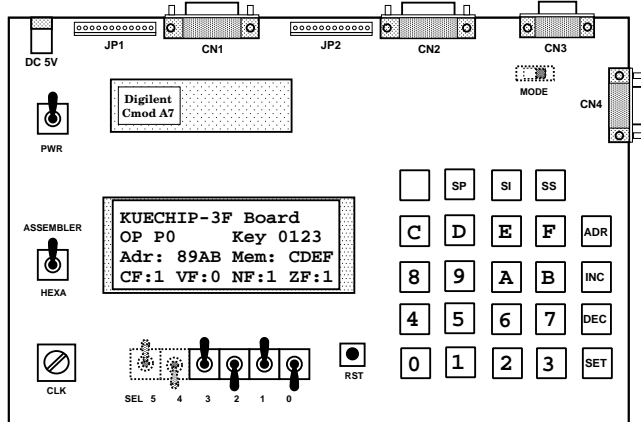 JP1
CN1
JP2
CN2
CN3
DC 5V
MODE
CN4
Digilent
Cmod A7
PWR
SP SI SS
KUECHIP-3F Board
OP P0 Key 0123
Adr: 89AB Mem: CDEF
CF:1 VF:0 NF:1 ZF:1
ASSEMBLER
HEXA
C D E F ADR
8 9 A B INC
4 5 6 7 DEC
0 1 2 3 SET
CLK
SEL 5 4 3 2 1 0
RST